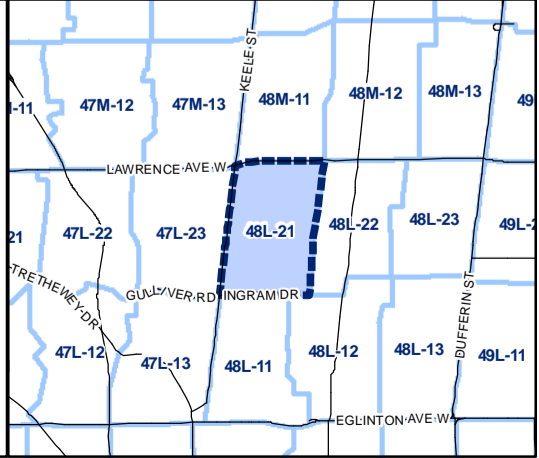 KEELE ST
47M-12
47M-13
48M-11
48M-12
48M-13
49
-11
LAWRENCE AVE W
21
47L-22
47L-23
48L-21
48L-22
48L-23
49L-2
TRETHEWEY DR
GULLIVER RD
INGRAM DR
DUFFERIN ST
47L-12
47L-13
48L-11
48L-12
48L-13
49L-11
EGLINTON AVE W